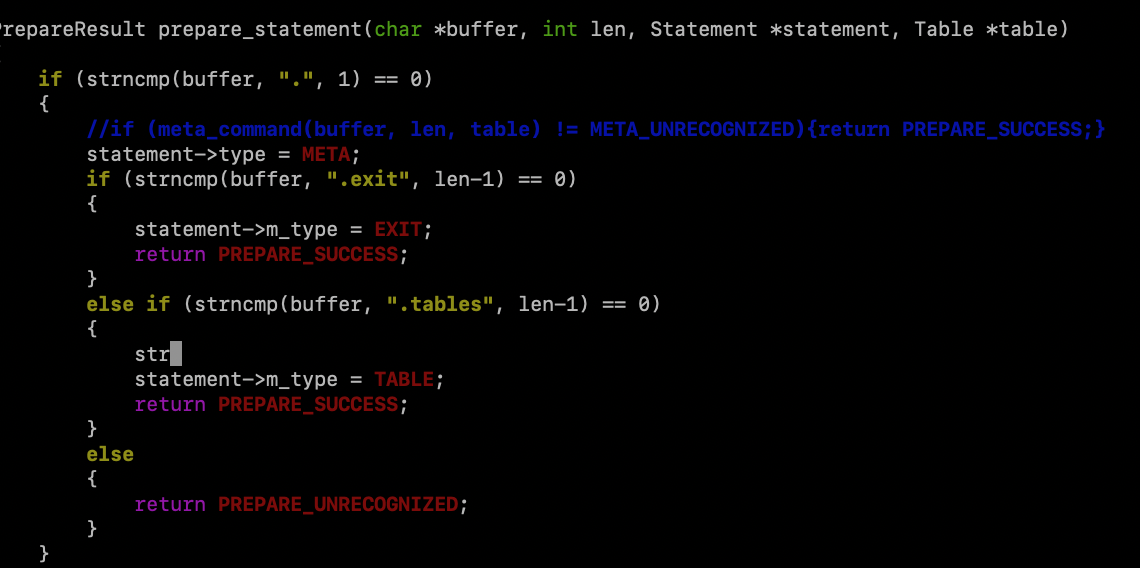 PrepareResult prepare_statement(char *buffer, int len, Statement *statement, Table *table)
if (strncmp(buffer, ".", 1) == 0)
{
//if (meta_command(buffer, len, table) != META_UNRECOGNIZED){return PREPARE_SUCCESS;}
statement->type = META;
if (strncmp(buffer, ".exit", len-1) == 0)
{
statement->m_type = EXIT;
return PREPARE_SUCCESS;
}
else if (strncmp(buffer, ".tables", len-1) == 0)
{
str
statement->m_type = TABLE;
return PREPARE_SUCCESS;
}
else
{
return PREPARE_UNRECOGNIZED;
}
}